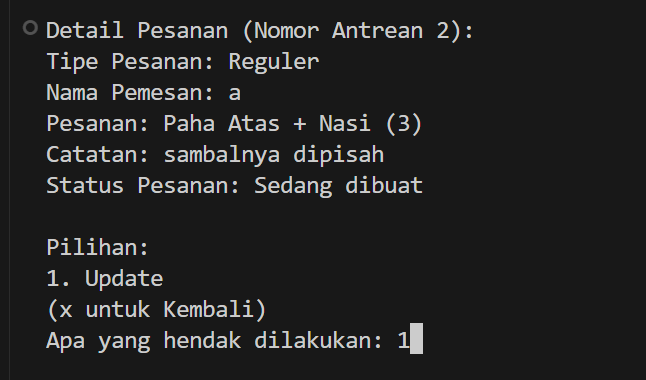 Detail Pesanan (Nomor Antrean 2):
Tipe Pesanan: Reguler
Nama Pemesan: a
Pesanan: Paha Atas + Nasi (3)
Catatan: sambalnya dipisah
Status Pesanan: Sedang dibuat
Pilihan:
1. Update
(x untuk Kembali)
Apa yang hendak dilakukan: 1